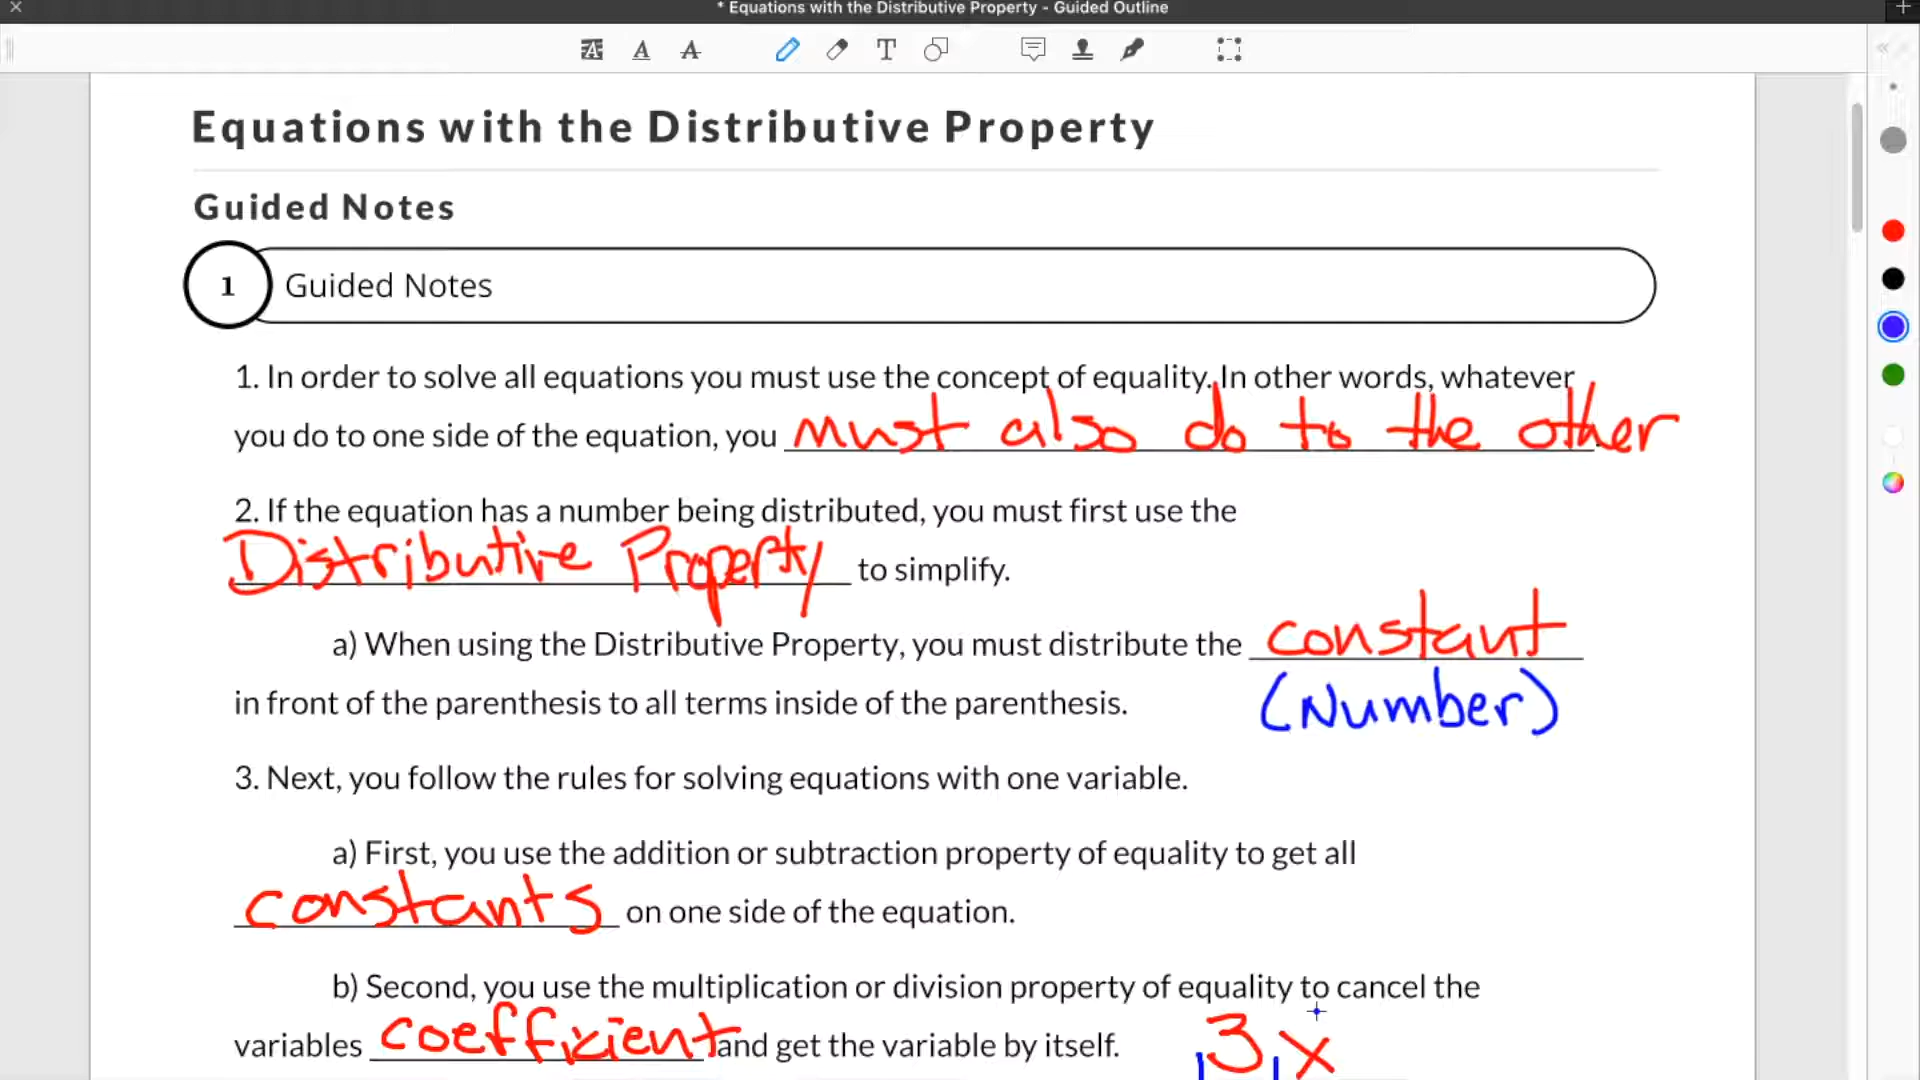 * Equations with the Distributive Property - Guided Outline
Equations with the Distributive Property
Guided Notes
1 Guided Notes
1. In order to solve all equations you must use the concept of equality. In other words, whatever
you do to one side of the equation, you must also do to the other.
2. If the equation has a number being distributed, you must first use the
Distributive Property to simplify.
a) When using the Distributive Property, you must distribute the constant
in front of the parenthesis to all terms inside of the parenthesis. (Number)
3. Next, you follow the rules for solving equations with one variable.
a) First, you use the addition or subtraction property of equality to get all
constants on one side of the equation.
b) Second, you use the multiplication or division property of equality to cancel the
variables coefficient and get the variable by itself. 3x